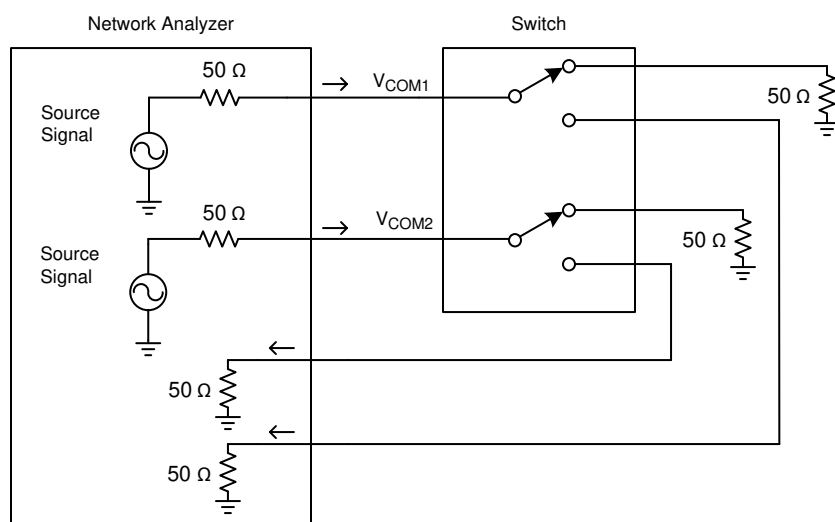 Network Analyzer
Switch
50 Ω
V_COM1
50 Ω
Source
Signal
50 Ω
V_COM2
50 Ω
Source
Signal
50 Ω
50 Ω